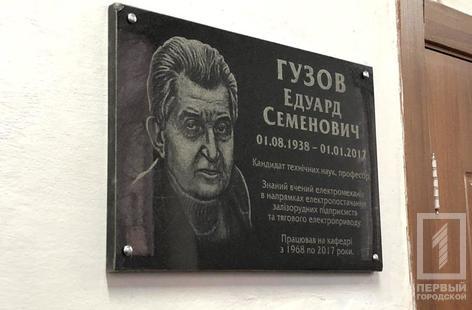 ГУЗОВ
ЕДУАРД
СЕМЕНОВИЧ
01.08.1938 – 01.01.2017
Кандидат технічних наук, професор
Знаний вчений електромеханік
в напрямках електропостачання
залізорудних підприємств
та тягового електроприводу.
Працював на кафедрі
з 1968 по 2017 роки.
ПЕРВЫЙ
ГОРОДСКОЙ